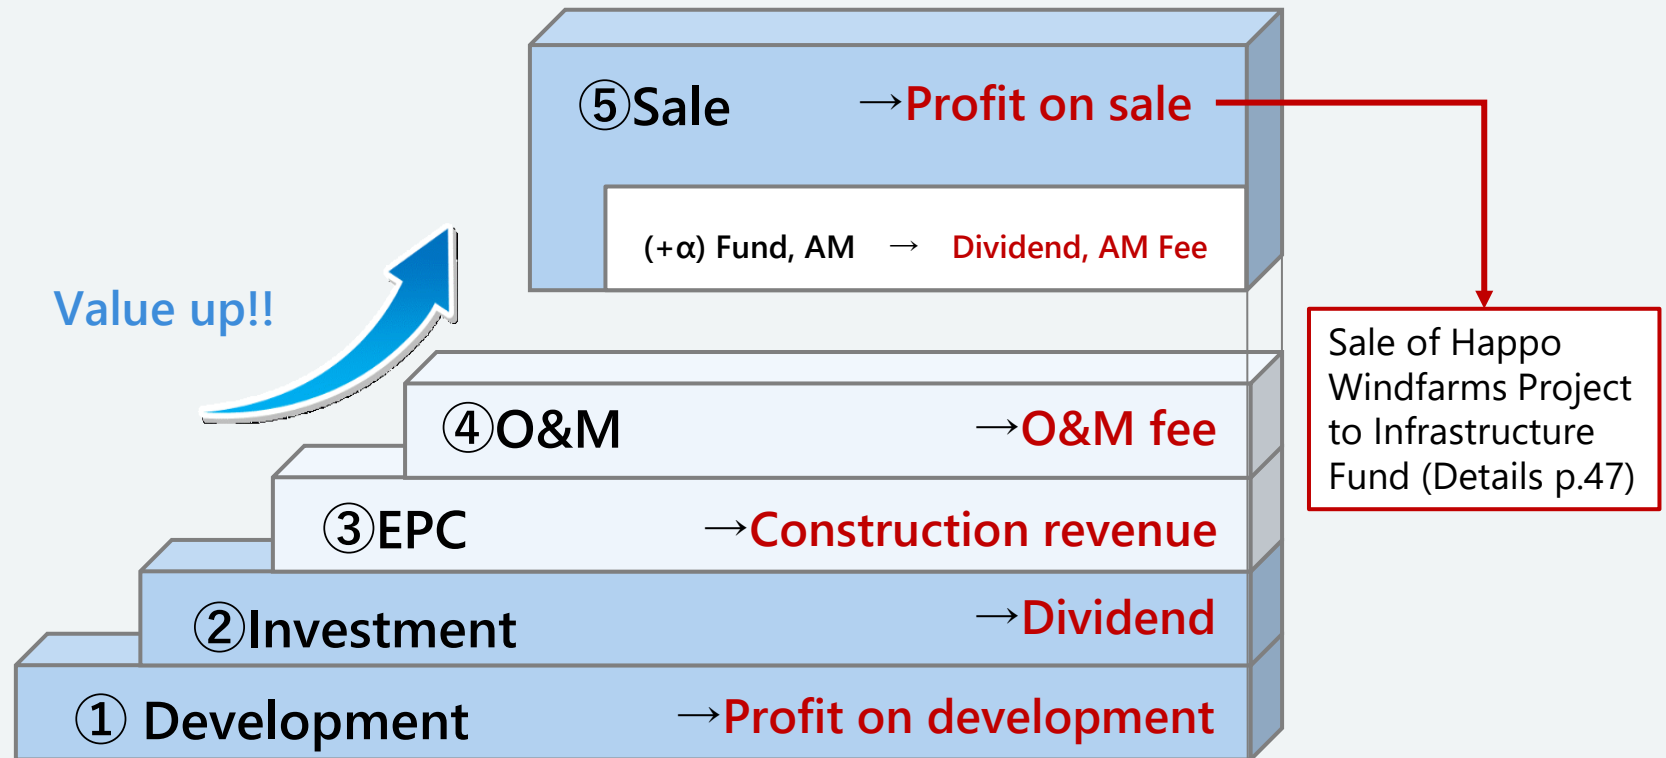 ⑤Sale →Profit on sale
(+α) Fund, AM → Dividend, AM Fee
Value up!!
Sale of Happo
Windfarms Project
to Infrastructure
Fund (Details p.47)
④O&M →O&M fee
③EPC →Construction revenue
②Investment →Dividend
① Development →Profit on development